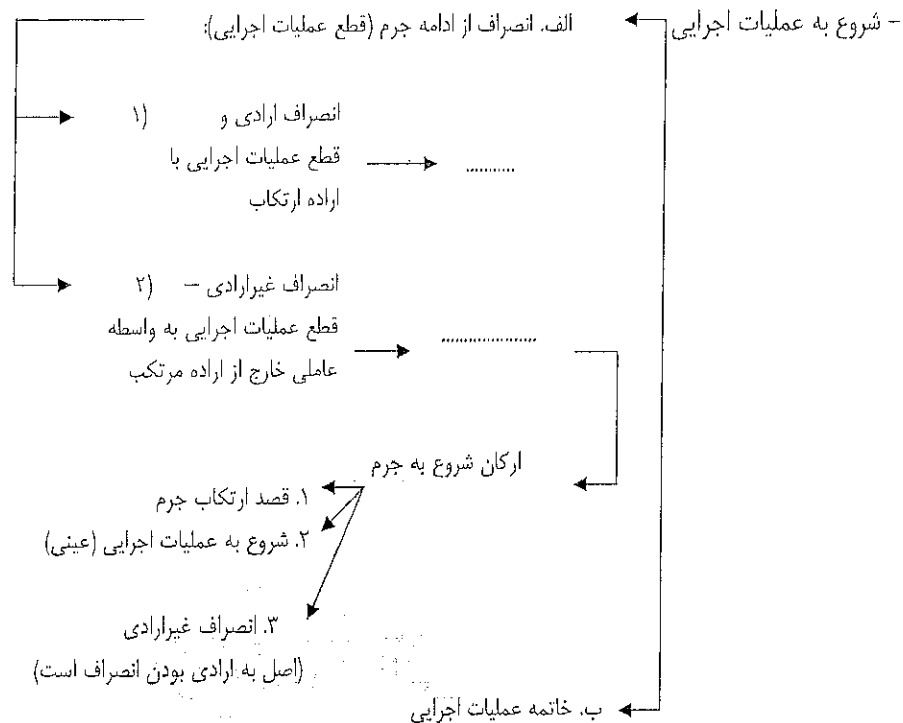 – شروع به عملیات اجرایی
الف. انصراف از ادامه جرم (قطع عملیات اجرایی):
۱) انصراف ارادی و
قطع عملیات اجرایی با
اراده ارتکاب
............
۲) انصراف غیرارادی –
قطع عملیات اجرایی به واسطه
عاملی خارج از اراده مرتکب
......................
ارکان شروع به جرم
۱. قصد ارتکاب جرم
۲. شروع به عملیات اجرایی (عینی)
۳. انصراف غیرارادی
(اصل به ارادی بودن انصراف است)
ب. خاتمه عملیات اجرایی